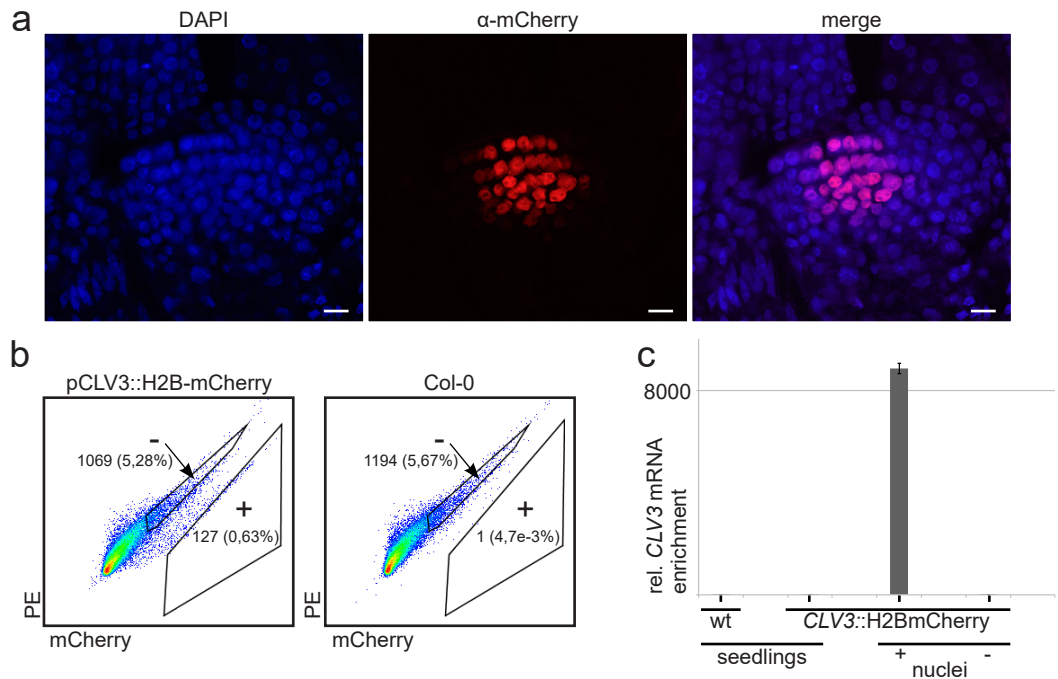 a
DAPI
α-mCherry
merge
b
pCLV3::H2B-mCherry
Col-0
-
1069 (5,28%)
+
127 (0,63%)
PE
mCherry
-
1194 (5,67%)
+
1 (4,7e-3%)
PE
mCherry
c
8000
rel. CLV3 mRNA
enrichment
wt
CLV3::H2BmCherry
seedlings
+
-
nuclei